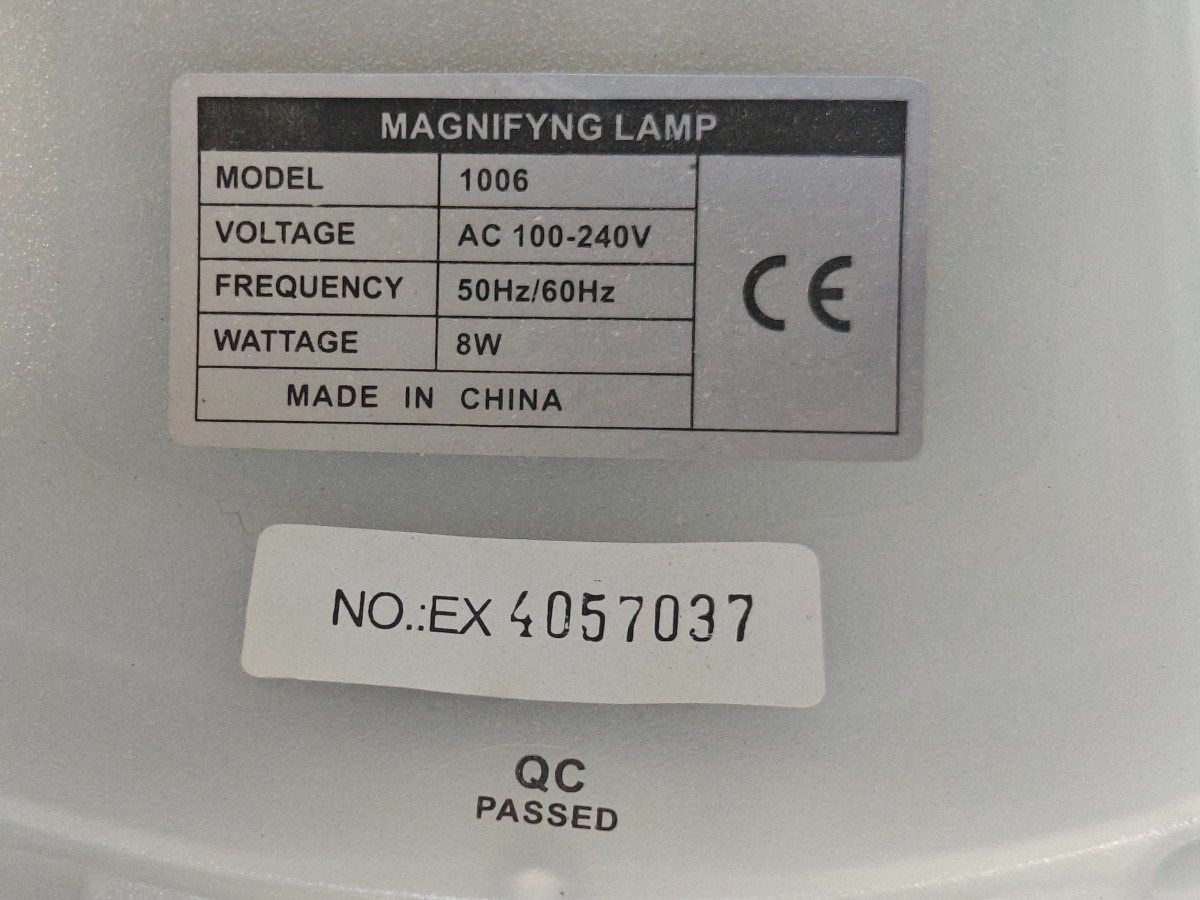 MAGNIFYNG LAMP
MODEL 1006
VOLTAGE AC 100-240V
FREQUENCY 50Hz/60Hz
WATTAGE 8W
MADE IN CHINA
CE
NO.:EX 4057037
QC
PASSED